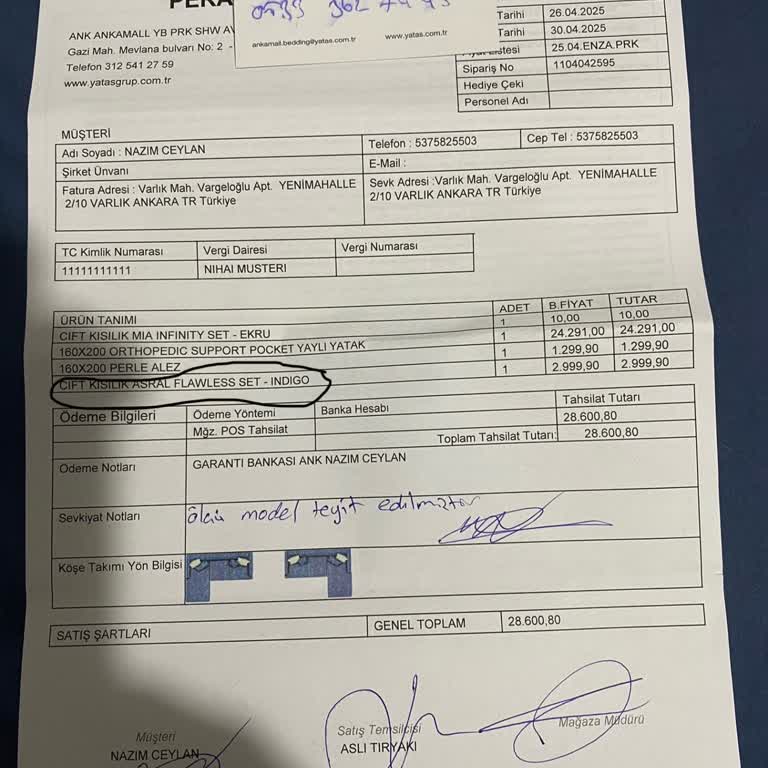 PERA
0533 362
ankamall.bedding@yatas.com.tr www.yatas.com.tr
ANK ANKAMALL YB PRK SHW AV
Gazi Mah. Mevlana bulvarı No: 2 -
Telefon 312 541 27 59
www.yatasgrup.com.tr
Tarihi 26.04.2025
Tarihi 30.04.2025
Fiyat Listesi 25.04.ENZA.PRK
Sipariş No 1104042595
Hediye Çeki
Personel Adı
MÜŞTERİ
Adı Soyadı : NAZIM CEYLAN Telefon : 5375825503 Cep Tel : 5375825503
Şirket Ünvanı E-Mail :
Fatura Adresi : Varlık Mah. Vargeloğlu Apt. YENİMAHALLE Sevk Adresi :Varlık Mah. Vargeloğlu Apt. YENİMAHALLE
2/10 VARLIK ANKARA TR Türkiye 2/10 VARLIK ANKARA TR Türkiye
TC Kimlik Numarası Vergi Dairesi Vergi Numarası
11111111111 NIHAI MUSTERI
ÜRÜN TANIMI ADET B.FİYAT TUTAR
CIFT KISILIK MIA INFINITY SET - EKRU 1 10,00 10,00
160X200 ORTHOPEDIC SUPPORT POCKET YAYLI YATAK 1 24.291,00 24.291,00
160X200 PERLE ALEZ 1 1.299,90 1.299,90
CIFT KISILIK ASRAL FLAWLESS SET - INDIGO 1 2.999,90 2.999,90
Ödeme Bilgileri Ödeme Yöntemi Banka Hesabı Tahsilat Tutarı
Mğz. POS Tahsilat 28.600,80
Toplam Tahsilat Tutarı: 28.600,80
Ödeme Notları GARANTI BANKASI ANK NAZIM CEYLAN
Sevkiyat Notları ölçü model teyit edilmiştir
Köşe Takımı Yön Bilgisi
SATIŞ ŞARTLARI GENEL TOPLAM 28.600,80
Müşteri Satış Temsilcisi Mağaza Müdürü
NAZIM CEYLAN ASLI TIRYAKI